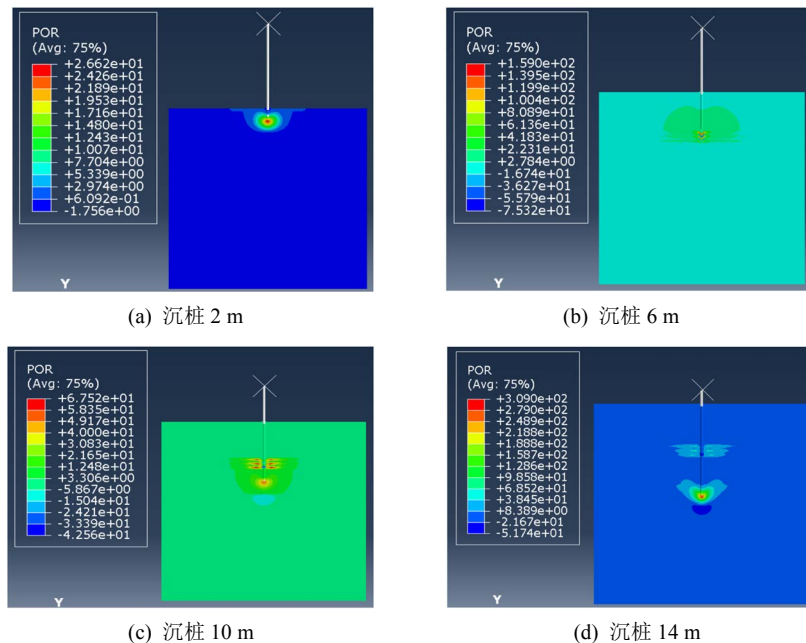 POR
(Avg: 75%)
+2.662e+01
+2.426e+01
+2.189e+01
+1.953e+01
+1.716e+01
+1.480e+01
+1.243e+01
+1.007e+01
+7.704e+00
+5.339e+00
+2.974e+00
+6.092e-01
-1.756e+00
Y
(a) 沉桩 2 m
POR
(Avg: 75%)
+1.590e+02
+1.395e+02
+1.199e+02
+1.004e+02
+8.089e+01
+6.136e+01
+4.183e+01
+2.231e+01
+2.784e+00
-1.674e+01
-3.627e+01
-5.579e+01
-7.532e+01
Y
(b) 沉桩 6 m
POR
(Avg: 75%)
+6.752e+01
+5.835e+01
+4.917e+01
+4.000e+01
+3.083e+01
+2.165e+01
+1.248e+01
+3.306e+00
-5.867e+00
-1.504e+01
-2.421e+01
-3.339e+01
-4.256e+01
Y
(c) 沉桩 10 m
POR
(Avg: 75%)
+3.090e+02
+2.790e+02
+2.489e+02
+2.188e+02
+1.888e+02
+1.587e+02
+1.286e+02
+9.858e+01
+6.852e+01
+3.845e+01
+8.389e+00
-2.167e+01
-5.174e+01
Y
(d) 沉桩 14 m